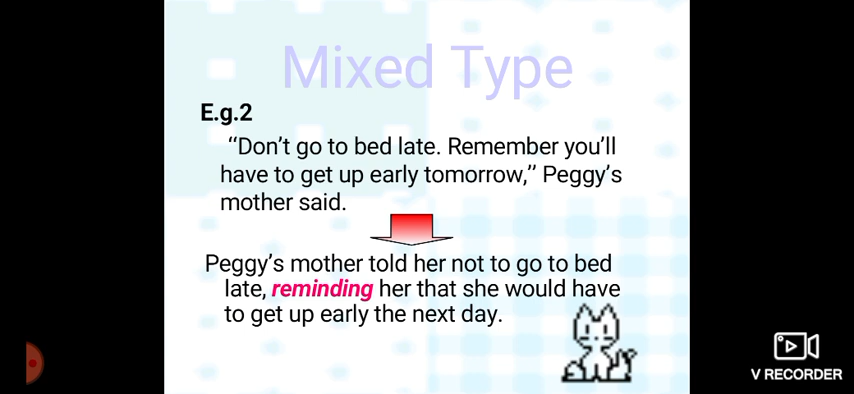 Mixed Type
E.g.2
“Don’t go to bed late. Remember you’ll
have to get up early tomorrow,” Peggy’s
mother said.
Peggy’s mother told her not to go to bed
late, reminding her that she would have
to get up early the next day.
V RECORDER